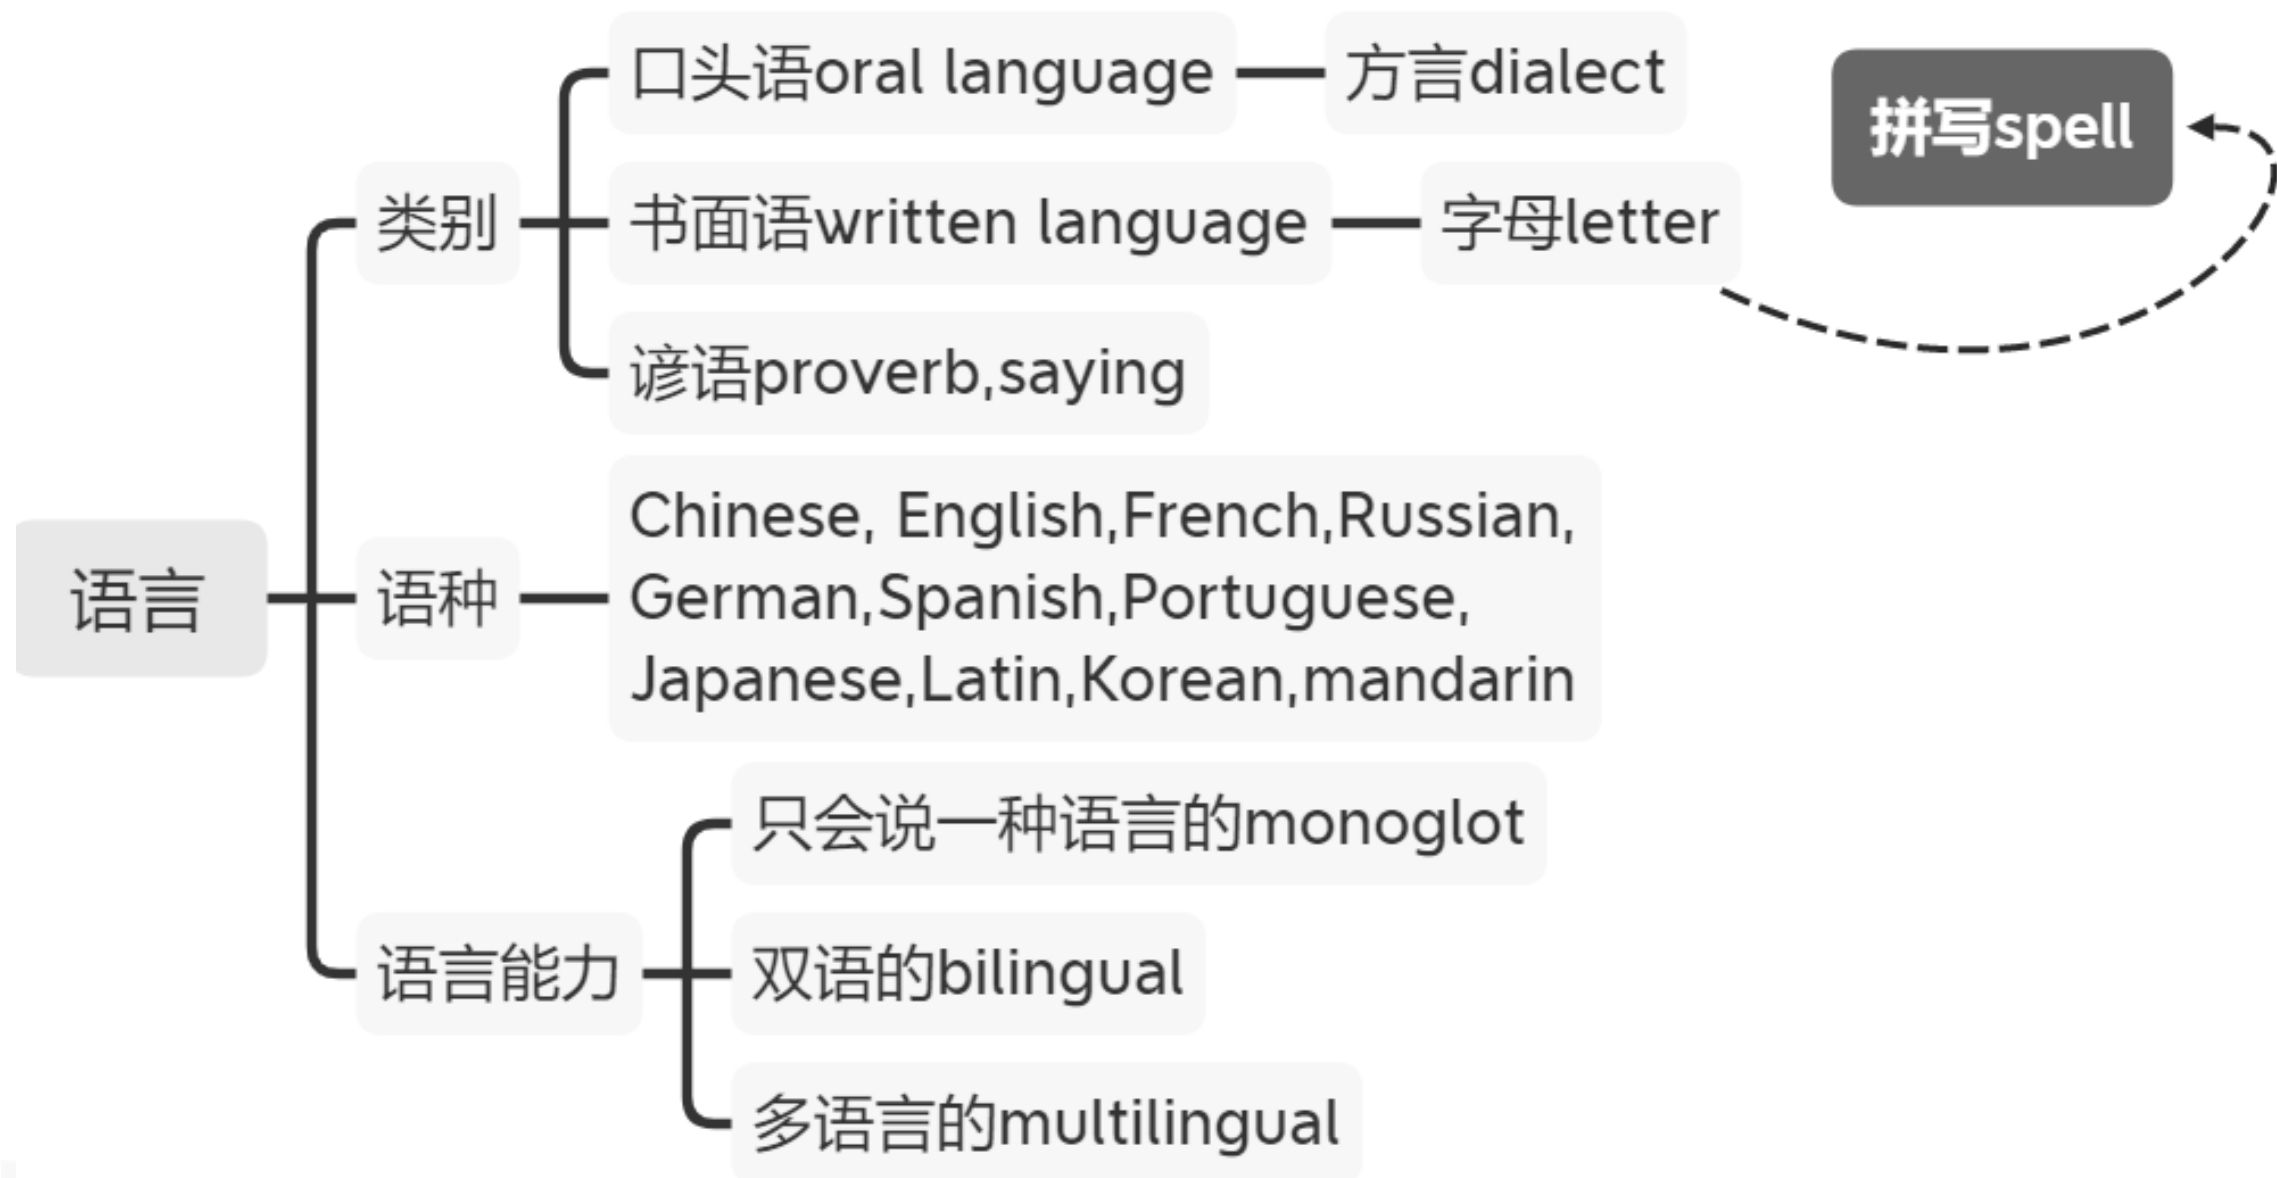 口头语oral language
方言dialect
拼写spell
类别
书面语written language
字母letter
谚语proverb,saying
语言
语种
Chinese, English,French,Russian,
German,Spanish,Portuguese,
Japanese,Latin,Korean,mandarin
语言能力
只会说一种语言的monoglot
双语的bilingual
多语言的multilingual